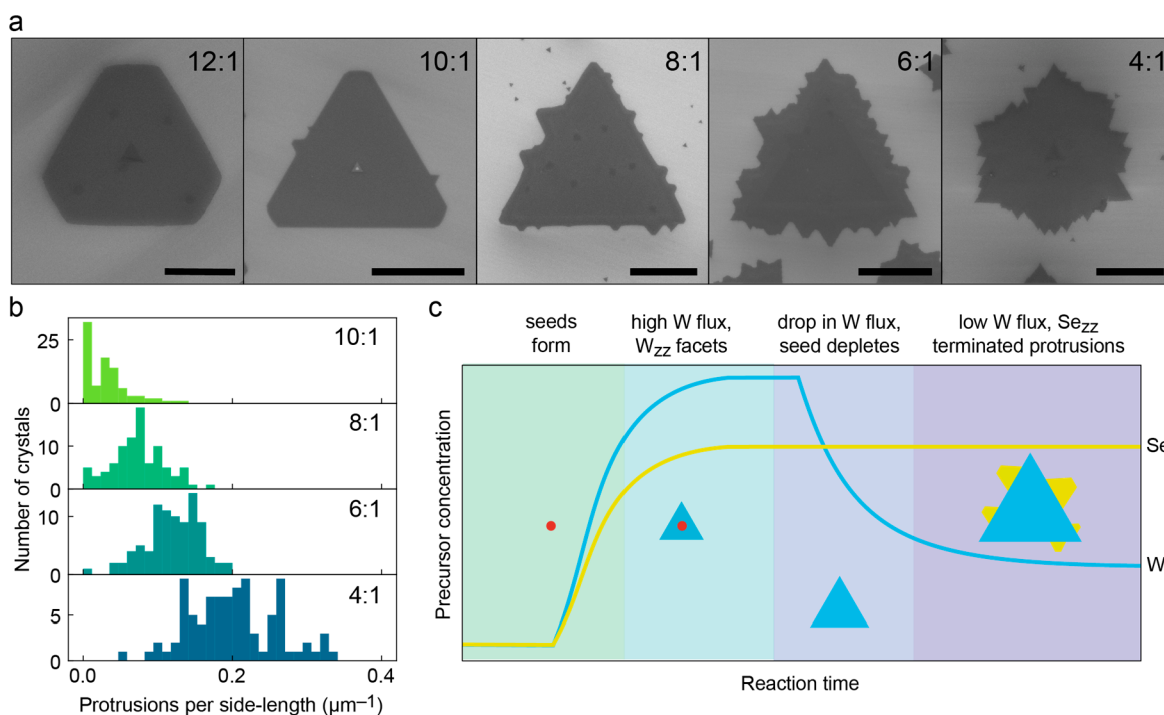 a
12:1
10:1
8:1
6:1
4:1
b
10:1
25
0
8:1
10
0
6:1
10
0
4:1
5
0
Number of crystals
0.0
0.2
0.4
Protrusions per side-length (μm⁻¹)
c
seeds
form
high W flux,
W_zz facets
drop in W flux,
seed depletes
low W flux, Se_zz
terminated protrusions
Precursor concentration
Se
W
Reaction time